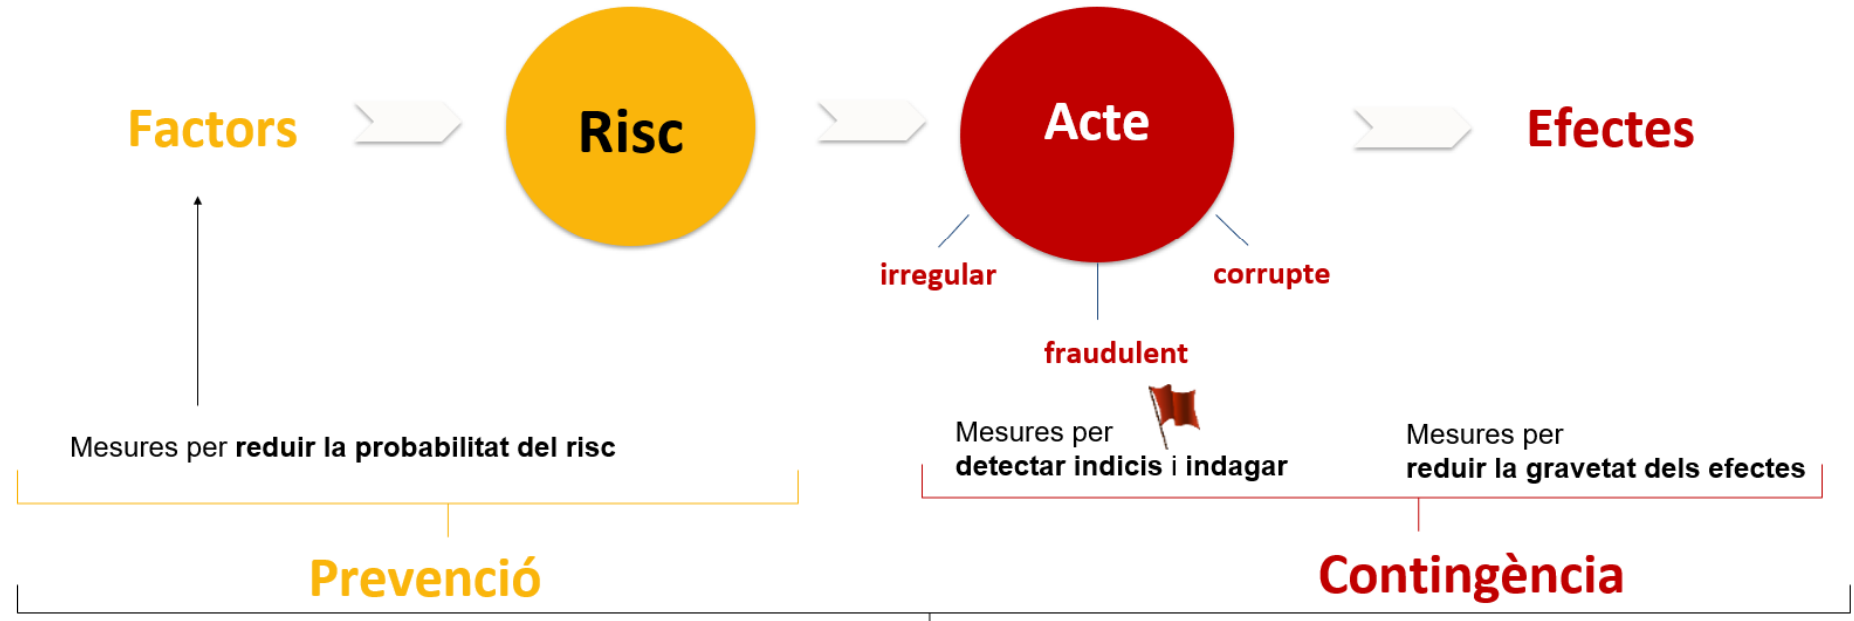 Factors
Risc
Acte
Efectes
irregular
corrupte
fraudulent
Mesures per reduir la probabilitat del risc
Mesures per
detectar indicis i indagar
Mesures per
reduir la gravetat dels efectes
Prevenció
Contingència